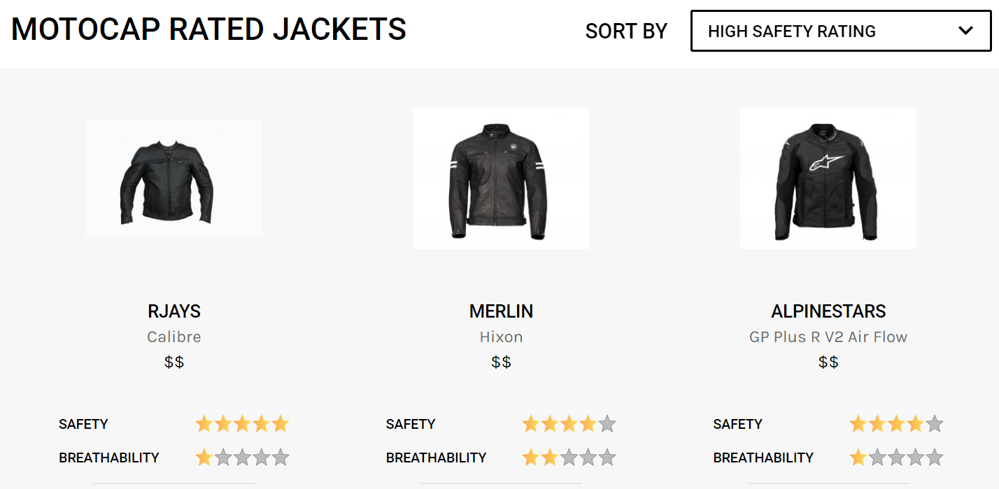 MOTOCAP RATED JACKETS
SORT BY
HIGH SAFETY RATING
RJAYS
Calibre
$$
SAFETY
BREATHABILITY
MERLIN
Hixon
$$
SAFETY
BREATHABILITY
ALPINESTARS
GP Plus R V2 Air Flow
$$
SAFETY
BREATHABILITY